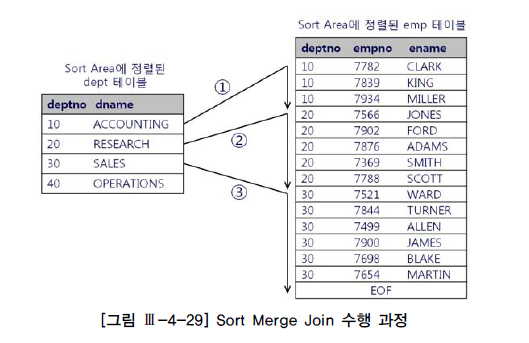 Sort Area에 정렬된
dept 테이블
deptno dname
10 ACCOUNTING
20 RESEARCH
30 SALES
40 OPERATIONS
①
②
③
Sort Area에 정렬된 emp 테이블
deptno empno ename
10 7782 CLARK
10 7839 KING
10 7934 MILLER
20 7566 JONES
20 7902 FORD
20 7876 ADAMS
20 7369 SMITH
20 7788 SCOTT
30 7521 WARD
30 7844 TURNER
30 7499 ALLEN
30 7900 JAMES
30 7698 BLAKE
30 7654 MARTIN
EOF
[그림 Ⅲ-4-29] Sort Merge Join 수행 과정